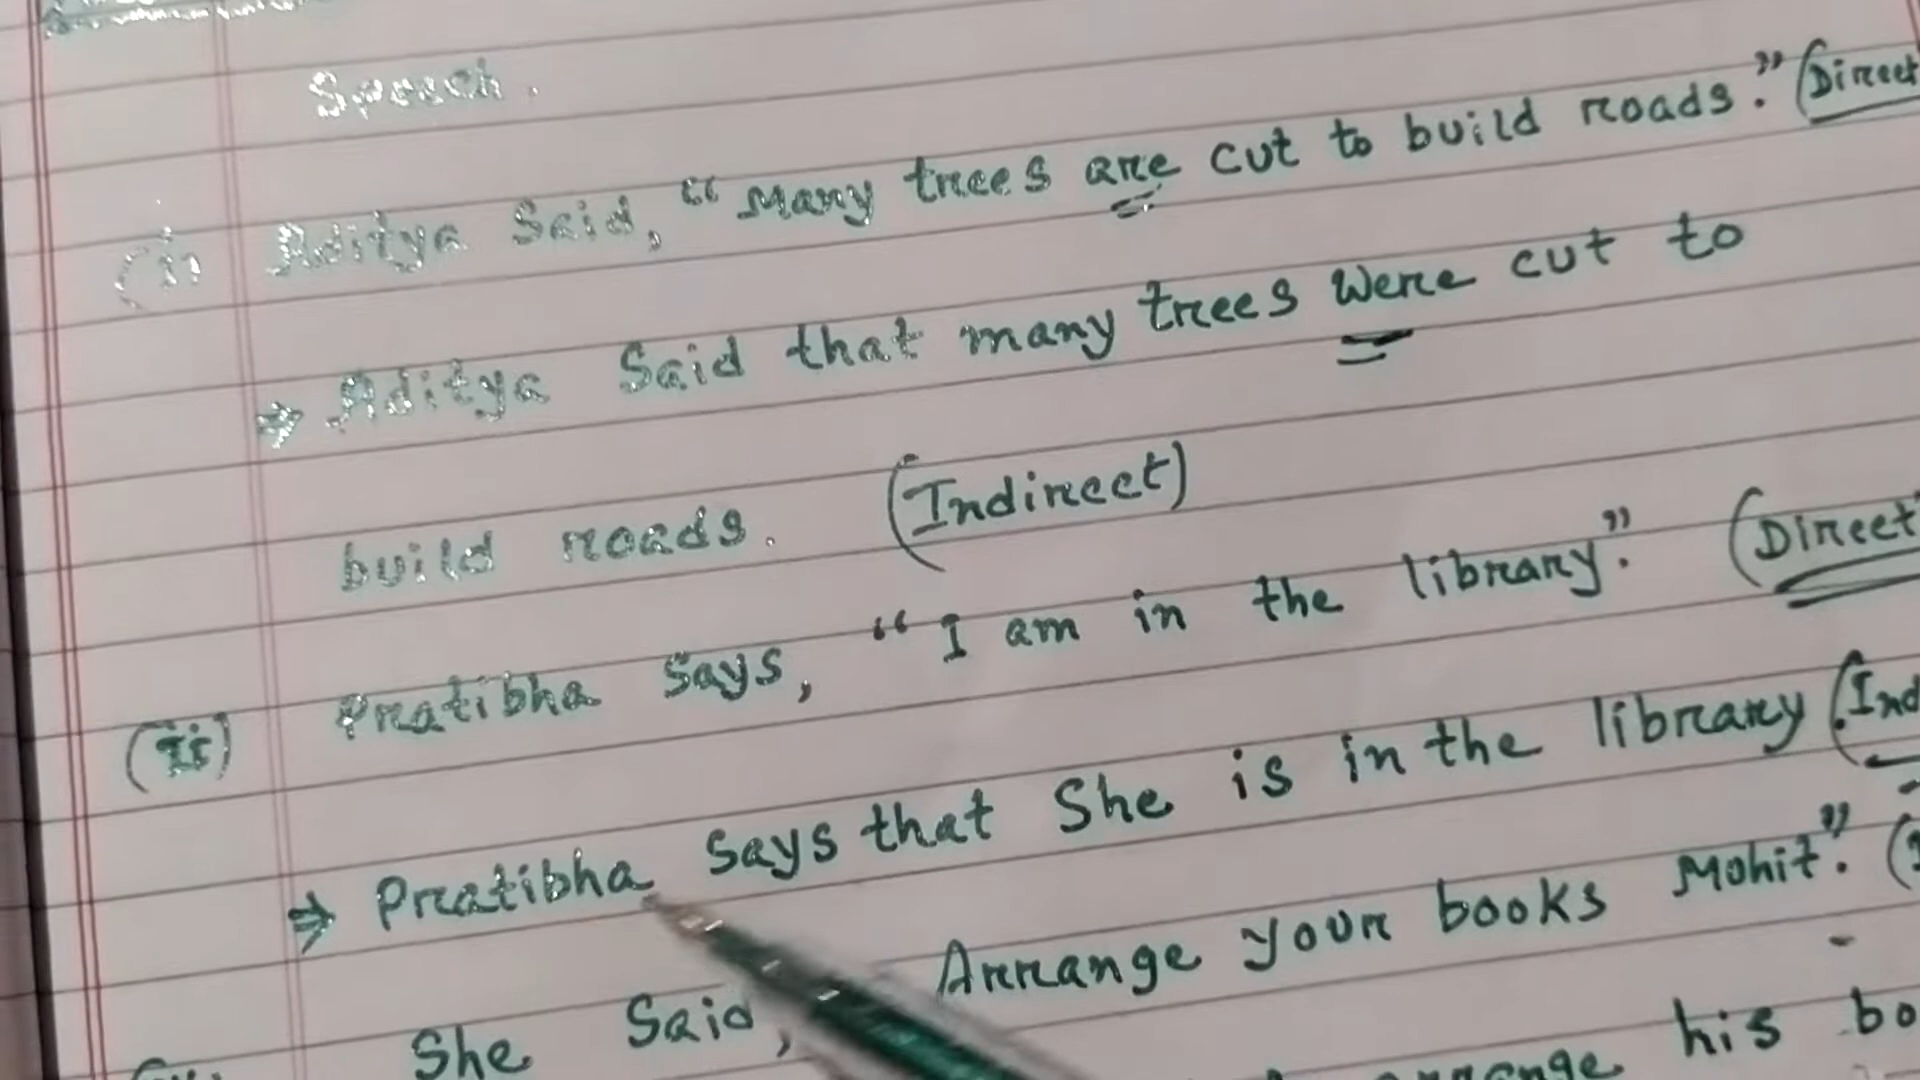 Speech.
(i) Aditya Said, "Many trees are cut to build roads." (Direct
⇒ Aditya Said that many trees were cut to
build roads. (Indirect)
(ii) Pratibha Says, "I am in the library". (Direct
⇒ Pratibha Says that She is in the library. (Ind
She Said, Arrange your books Mohit". (
arrange his bo